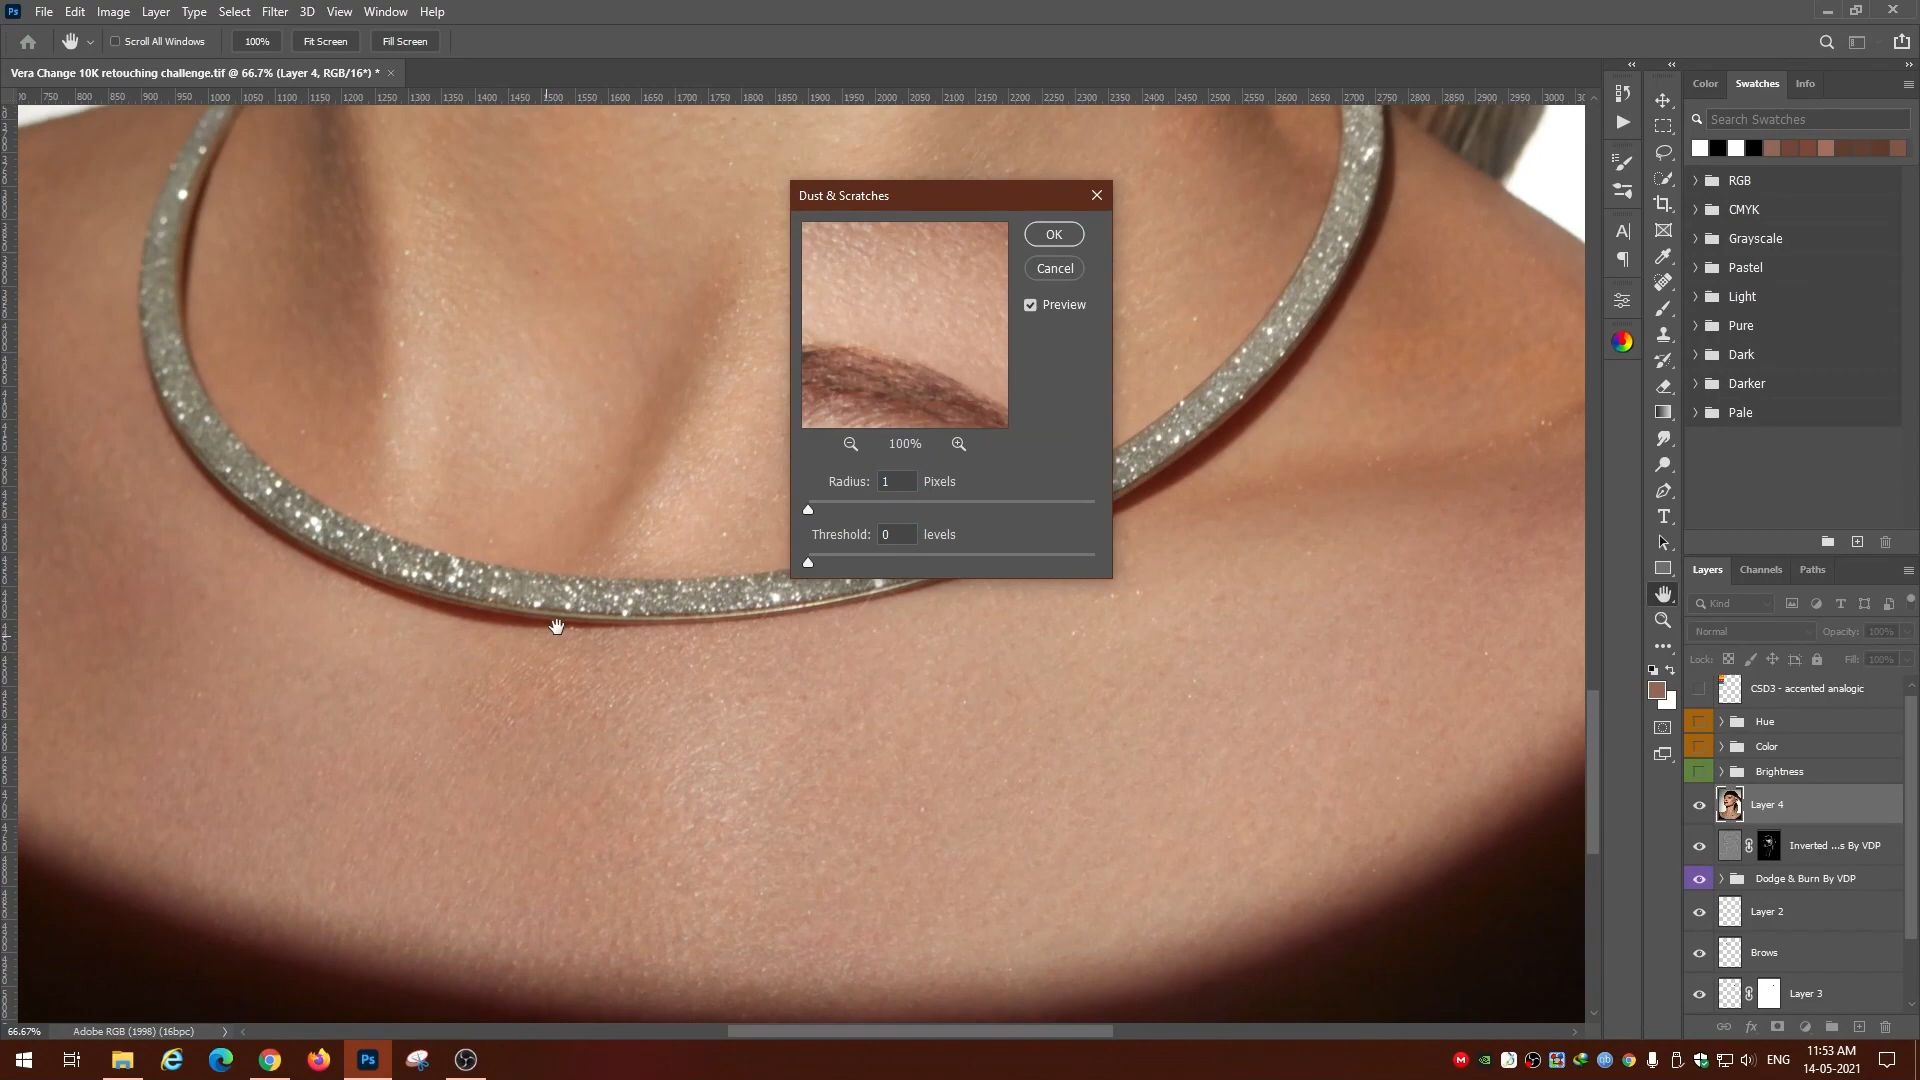 Ps File Edit Image Layer Type Select Filter 3D View Window Help
Scroll All Windows 100% Fit Screen Fill Screen
Vera Change 10K retouching challenge.tif @ 66.7% (Layer 4, RGB/16*) * ×
750 800 850 900 950 1000 1050 1100 1150 1200 1250 1300 1350 1400 1450 1500 1550 1600 1650 1700 1750 1800 1850 1900 1950 2000 2050 2100 2150 2200 2250 2300 2350 2400 2450 2500 2550 2600 2650 2700 2750 2800 2850 2900 2950 3000
Color Swatches Info
Search Swatches
RGB
CMYK
Grayscale
Pastel
Light
Pure
Dark
Darker
Pale
Dust & Scratches
OK
Cancel
Preview
100%
Radius: 1 Pixels
Threshold: 0 levels
Layers Channels Paths
Kind
Normal Opacity: 100%
Lock: Fill: 100%
CSD3 - accented analogic
Hue
Color
Brightness
Layer 4
Inverted ...s By VDP
Dodge & Burn By VDP
Layer 2
Brows
Layer 3
66.67% Adobe RGB (1998) (16bpc)
Ps
ENG
11:53 AM
14-05-2021